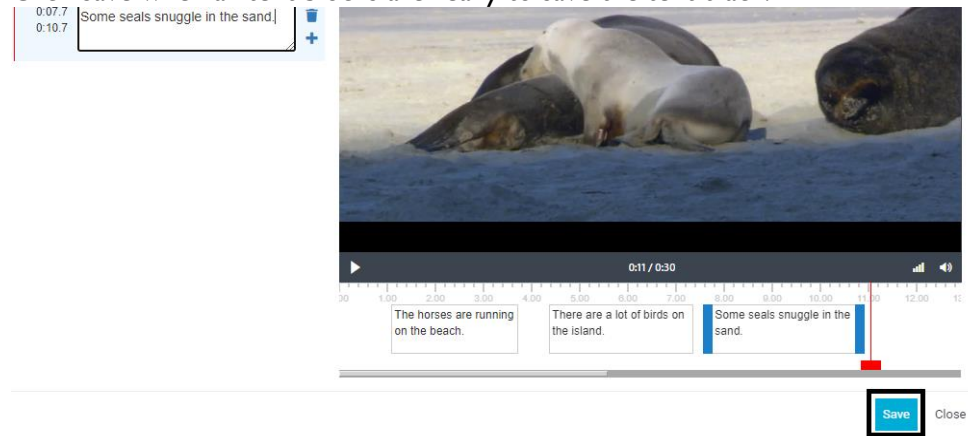 0:07.7
Some seals snuggle in the sand.
0:10.7
0:11 / 0:30
00 1.00 2.00 3.00 4.00 5.00 6.00 7.00 8.00 9.00 10.00 11.00 12.00
The horses are running
on the beach.
There are a lot of birds on
the island.
Some seals snuggle in the
sand.
Save Close